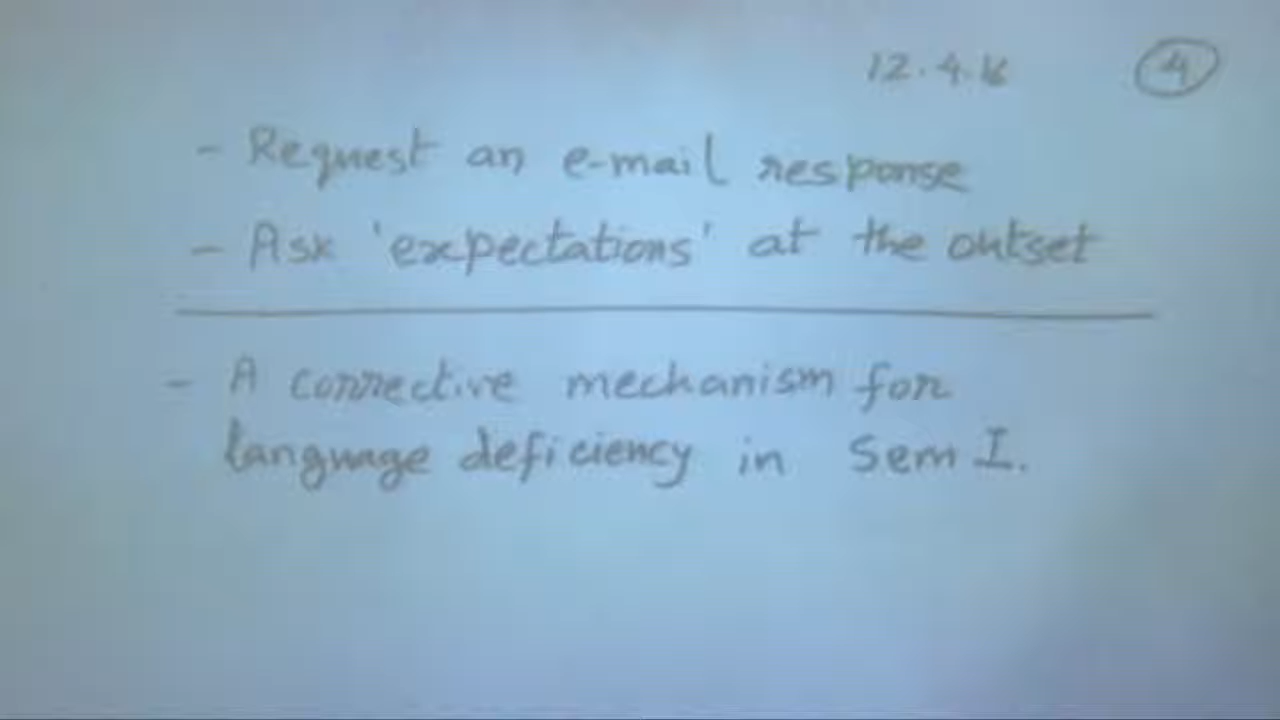 12.4.16 4
- Request an e-mail response
- Ask 'expectations' at the outset
- A corrective mechanism for
language deficiency in Sem I.